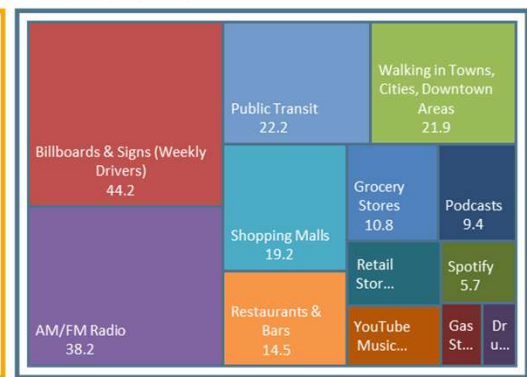 Billboards & Signs (Weekly
Drivers)
44.2
AM/FM Radio
38.2
Public Transit
22.2
Walking in Towns,
Cities, Downtown
Areas
21.9
Shopping Malls
19.2
Restaurants &
Bars
14.5
Grocery
Stores
10.8
Podcasts
9.4
Retail
Stor...
Spotify
5.7
YouTube
Music...
Gas
St...
Dr
u...